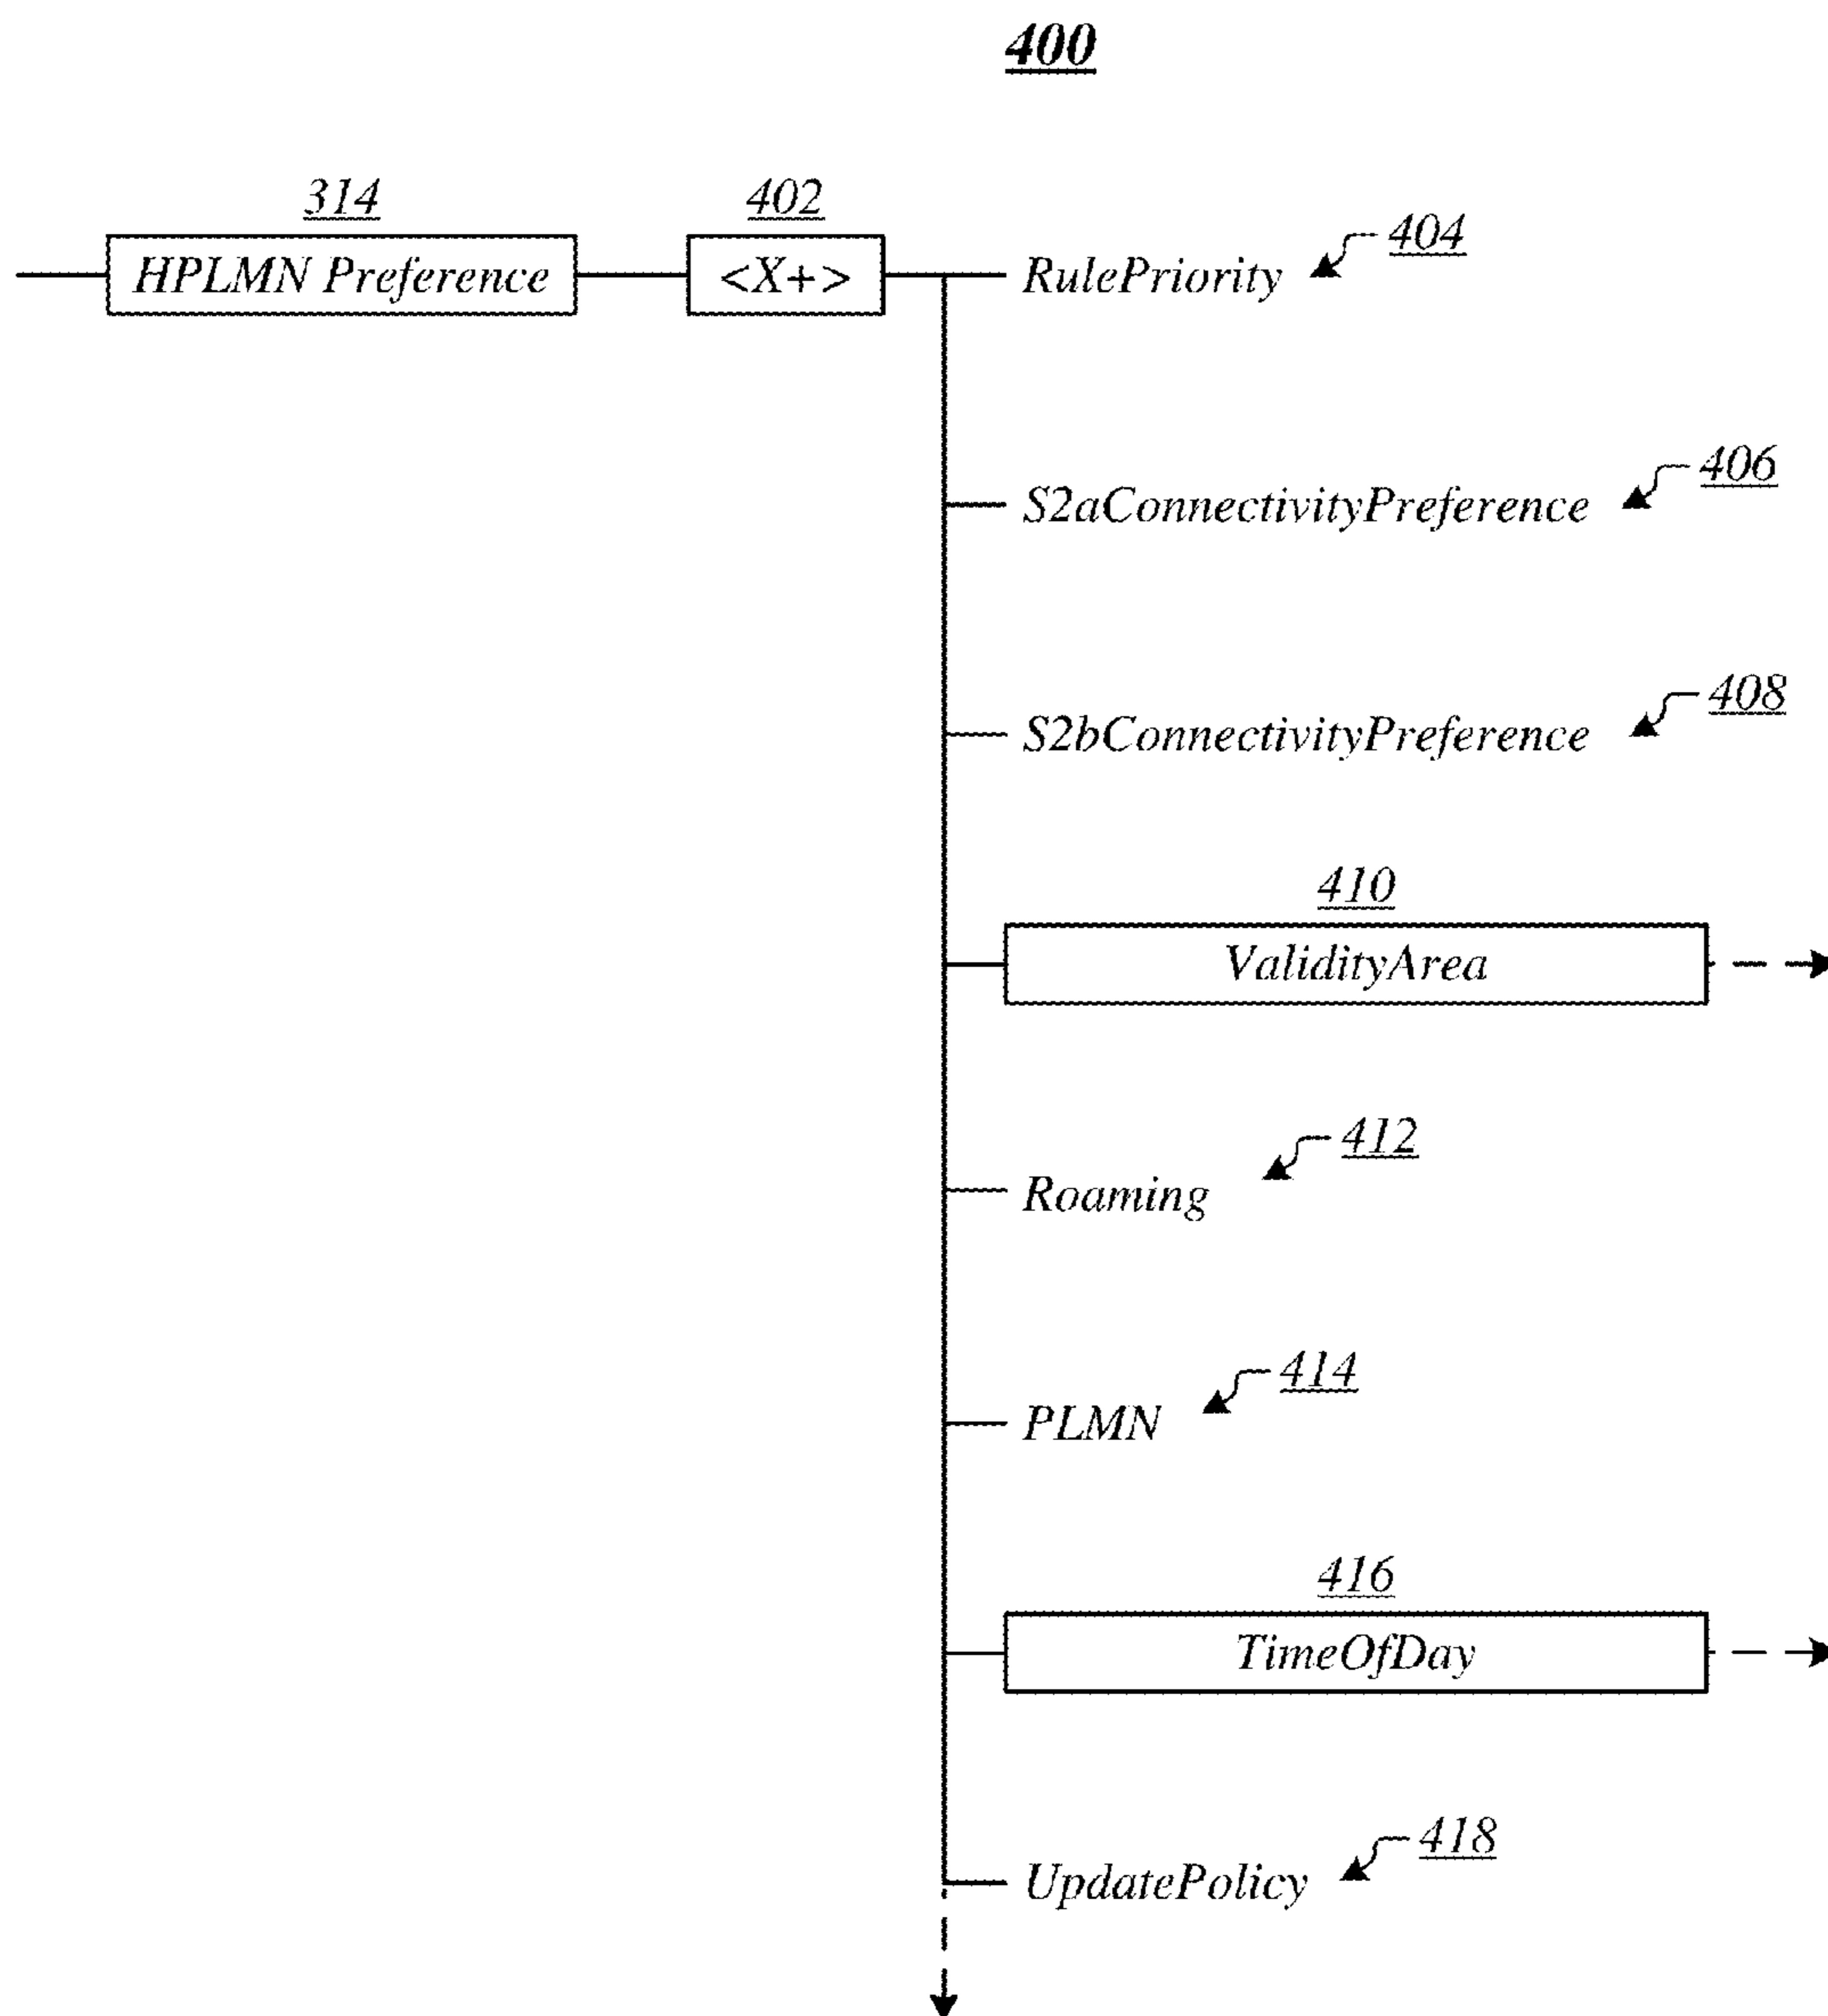 400
314
402
404
HPLMN Preference
<X+>
RulePriority
406
S2aConnectivityPreference
408
S2bConnectivityPreference
410
ValidityArea
412
Roaming
414
PLMN
416
TimeOfDay
418
UpdatePolicy